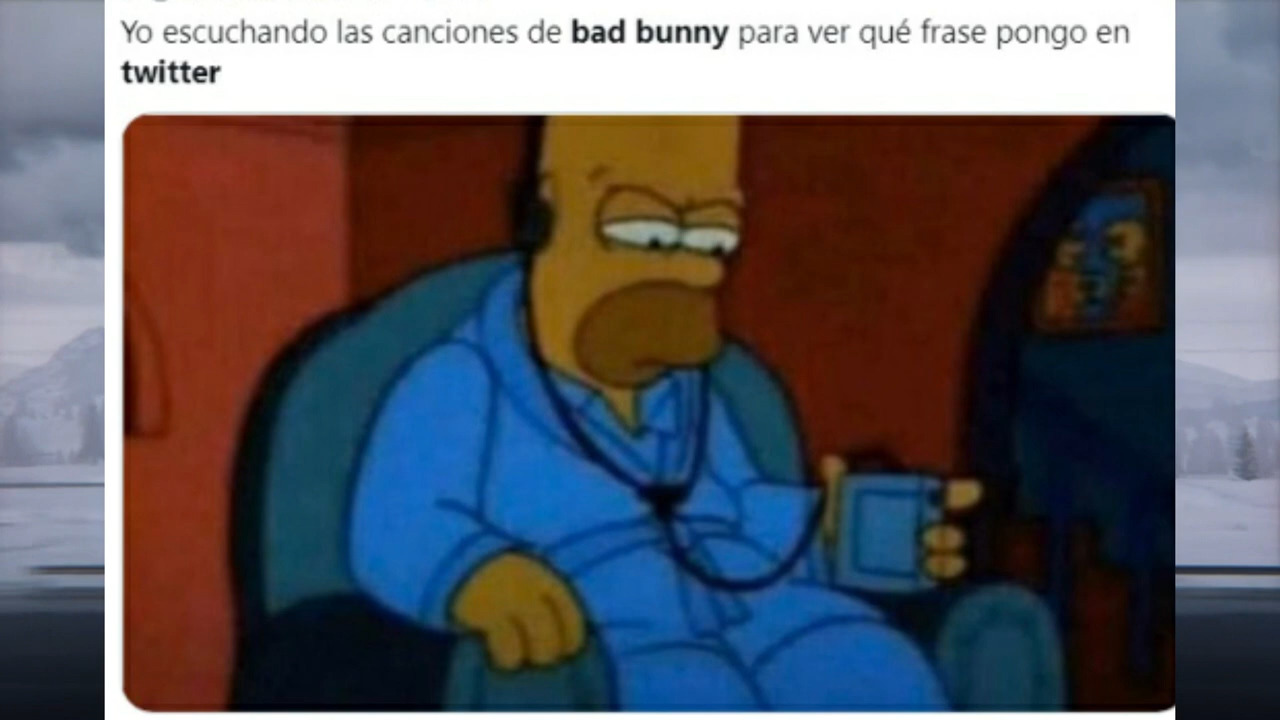 Yo escuchando las canciones de bad bunny para ver qué frase pongo en
twitter